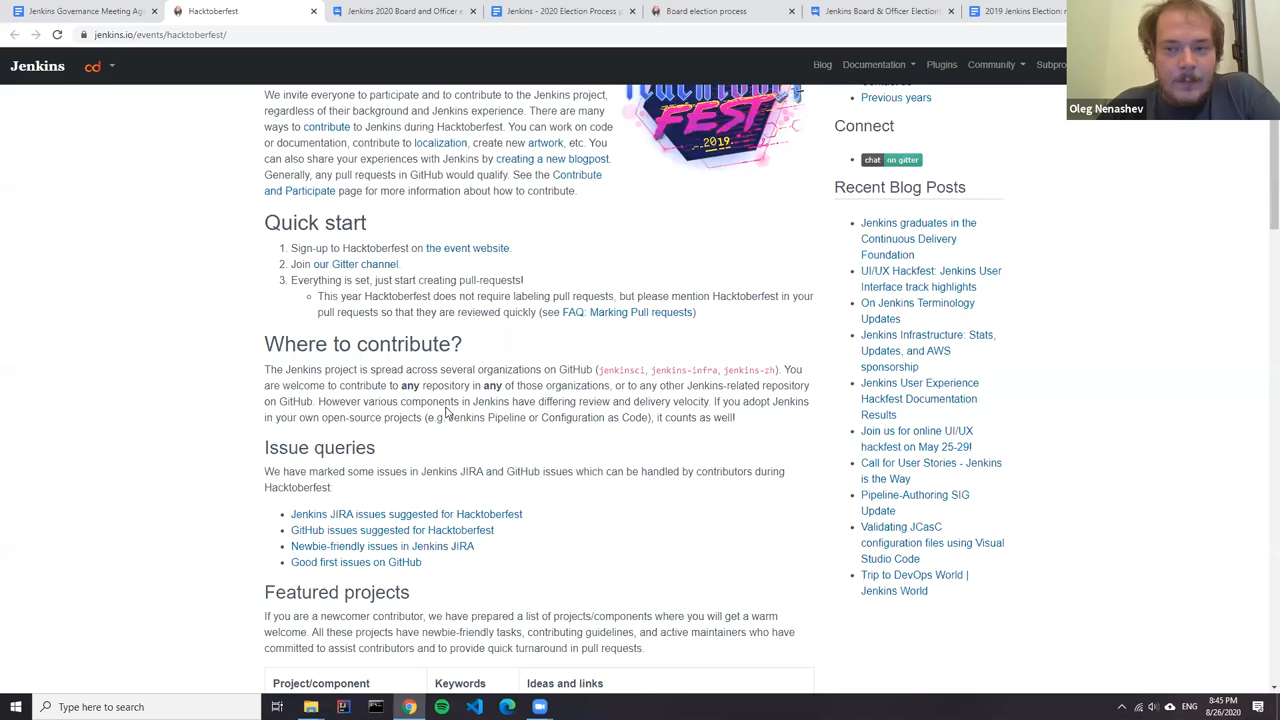 Jenkins Governance Meeting Ag
Hacktoberfest
Jenkins 2020 Board and Officer e
Jenkins - 2020 Election Process p
Board election process
Jenkins Board & Officer Election
2019 Jenkins Election: r
jenkins.io/events/hacktoberfest/
Jenkins
cd
Blog
Documentation
Plugins
Community
Subpro
Oleg Nenashev
We invite everyone to participate and to contribute to the Jenkins project,
regardless of their background and Jenkins experience. There are many
ways to contribute to Jenkins during Hacktoberfest. You can work on code
or documentation, contribute to localization, create new artwork, etc. You
can also share your experiences with Jenkins by creating a new blogpost.
Generally, any pull requests in GitHub would qualify. See the Contribute
and Participate page for more information about how to contribute.
FEST
2019
Quick start
1. Sign-up to Hacktoberfest on the event website.
2. Join our Gitter channel.
3. Everything is set, just start creating pull-requests!
This year Hacktoberfest does not require labeling pull requests, but please mention Hacktoberfest in your
pull requests so that they are reviewed quickly (see FAQ: Marking Pull requests)
Where to contribute?
The Jenkins project is spread across several organizations on GitHub (jenkinsci, jenkins-infra, jenkins-zh). You
are welcome to contribute to any repository in any of those organizations, or to any other Jenkins-related repository
on GitHub. However various components in Jenkins have differing review and delivery velocity. If you adopt Jenkins
in your own open-source projects (e.g. Jenkins Pipeline or Configuration as Code), it counts as well!
Issue queries
We have marked some issues in Jenkins JIRA and GitHub issues which can be handled by contributors during
Hacktoberfest:
Jenkins JIRA issues suggested for Hacktoberfest
GitHub issues suggested for Hacktoberfest
Newbie-friendly issues in Jenkins JIRA
Good first issues on GitHub
Featured projects
If you are a newcomer contributor, we have prepared a list of projects/components where you will get a warm
welcome. All these projects have newbie-friendly tasks, contributing guidelines, and active maintainers who have
committed to assist contributors and to provide quick turnaround in pull requests.
Project/component
Keywords
Ideas and links
Previous years
Connect
chat on gitter
Recent Blog Posts
Jenkins graduates in the
Continuous Delivery
Foundation
UI/UX Hackfest: Jenkins User
Interface track highlights
On Jenkins Terminology
Updates
Jenkins Infrastructure: Stats,
Updates, and AWS
sponsorship
Jenkins User Experience
Hackfest Documentation
Results
Join us for online UI/UX
hackfest on May 25-29!
Call for User Stories - Jenkins
is the Way
Pipeline-Authoring SIG
Update
Validating JCasC
configuration files using Visual
Studio Code
Trip to DevOps World |
Jenkins World
Type here to search
8:45 PM
8/26/2020